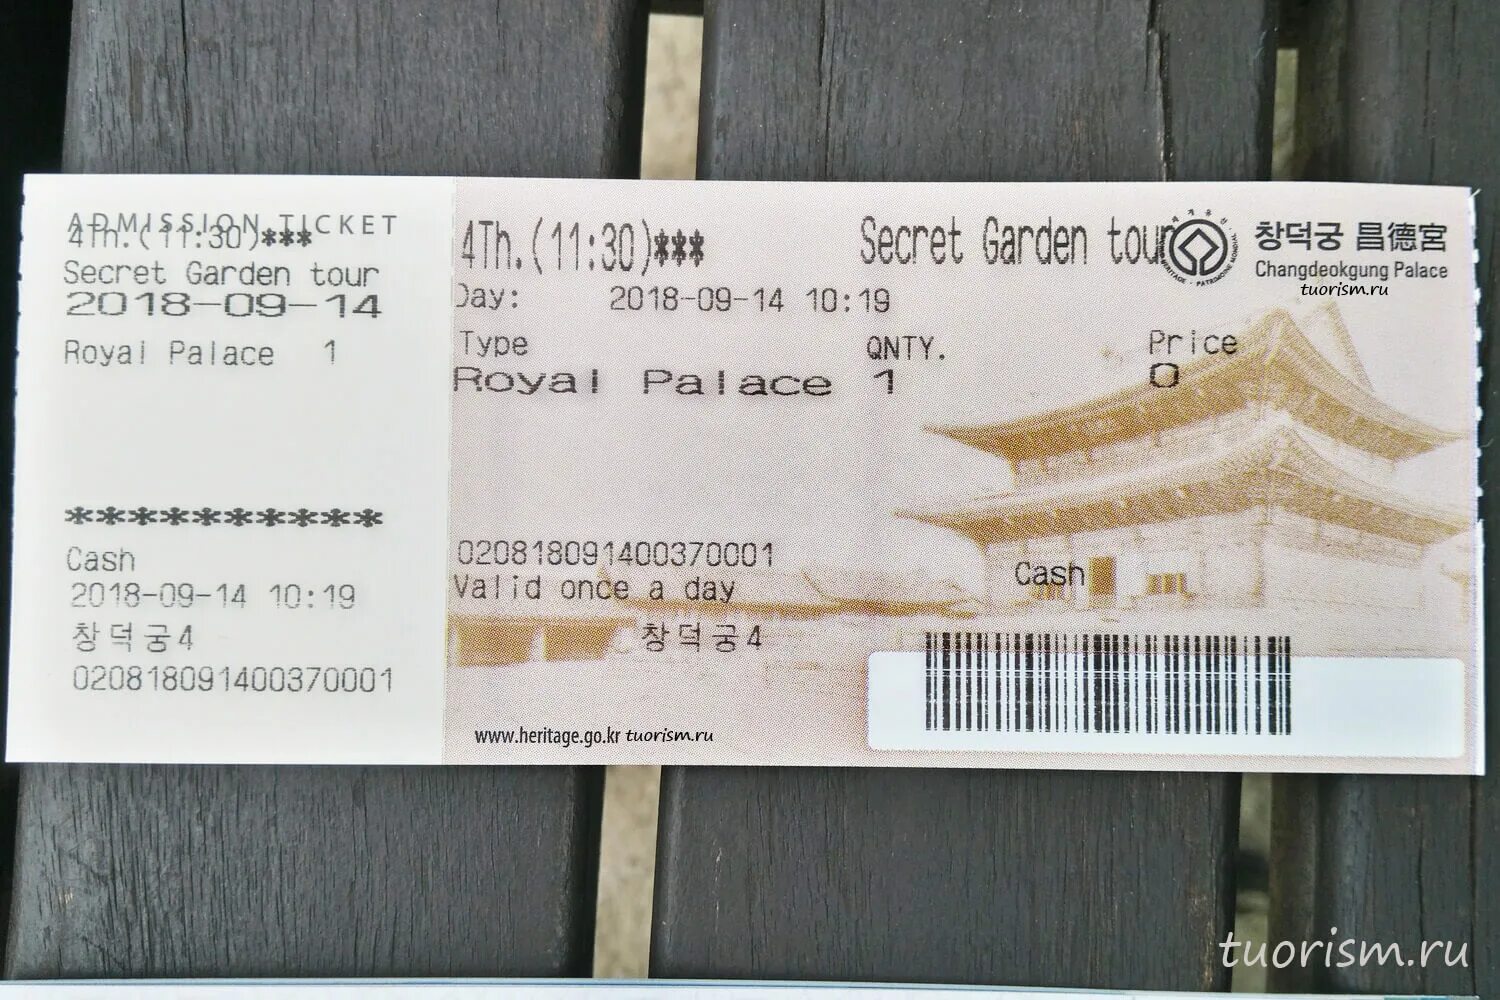 ADMISSION TICKET
4Th.(11:30)***
Secret Garden tour
2018-09-14
Royal Palace 1
**********
Cash
2018-09-14 10:19
창덕궁4
020818091400370001
4Th.(11:30)*** Secret Garden tour
Day: 2018-09-14 10:19
Type QNTY. Price
Royal Palace 1 0
020818091400370001
Valid once a day
Cash
창덕궁4
www.heritage.go.kr tuorism.ru
창덕궁 昌德宮
Changdeokgung Palace
tuorism.ru
tuorism.ru